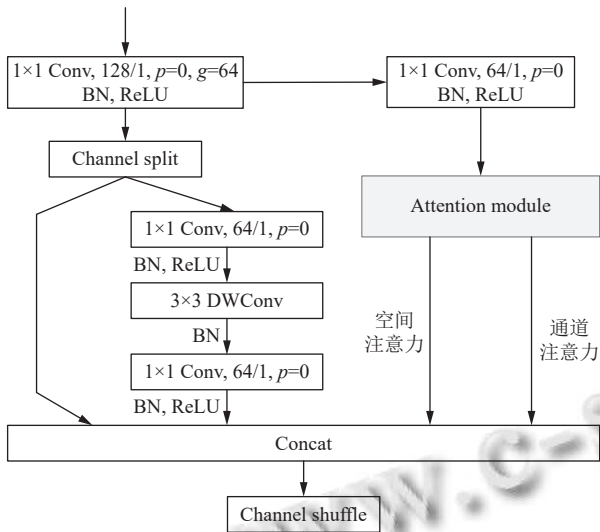 1×1 Conv, 128/1, p=0, g=64
BN, ReLU
1×1 Conv, 64/1, p=0
BN, ReLU
Channel split
Attention module
1×1 Conv, 64/1, p=0
BN, ReLU
3×3 DWConv
BN
1×1 Conv, 64/1, p=0
BN, ReLU
空间
注意力
通道
注意力
Concat
Channel shuffle
www.c-s